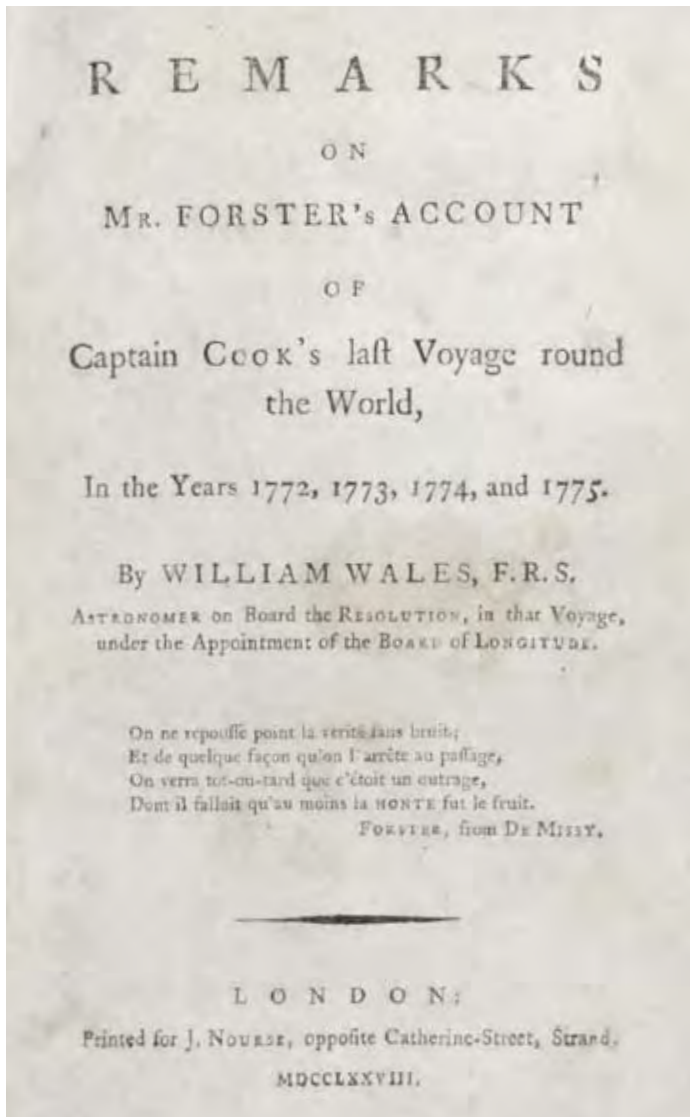 REMARKS
ON
MR. FORSTER's ACCOUNT
OF
Captain COOK's laſt Voyage round
the World,
In the Years 1772, 1773, 1774, and 1775.
By WILLIAM WALES, F.R.S.
ASTRONOMER on Board the RESOLUTION, in that Voyage,
under the Appointment of the BOARD of LONGITUDE.
On ne repouſſe point la verité ſans bruit;
Et de quelque façon qu'on l'arrête au paſſage,
On verra tot-ou-tard que c'étoit un outrage,
Dont il falloit qu'au moins la HONTE fut le fruit.
FORSTER, from DE MISSY.
LONDON:
Printed for J. NOURSE, oppoſite Catherine-Street, Strand.
MDCCLXXVIII.